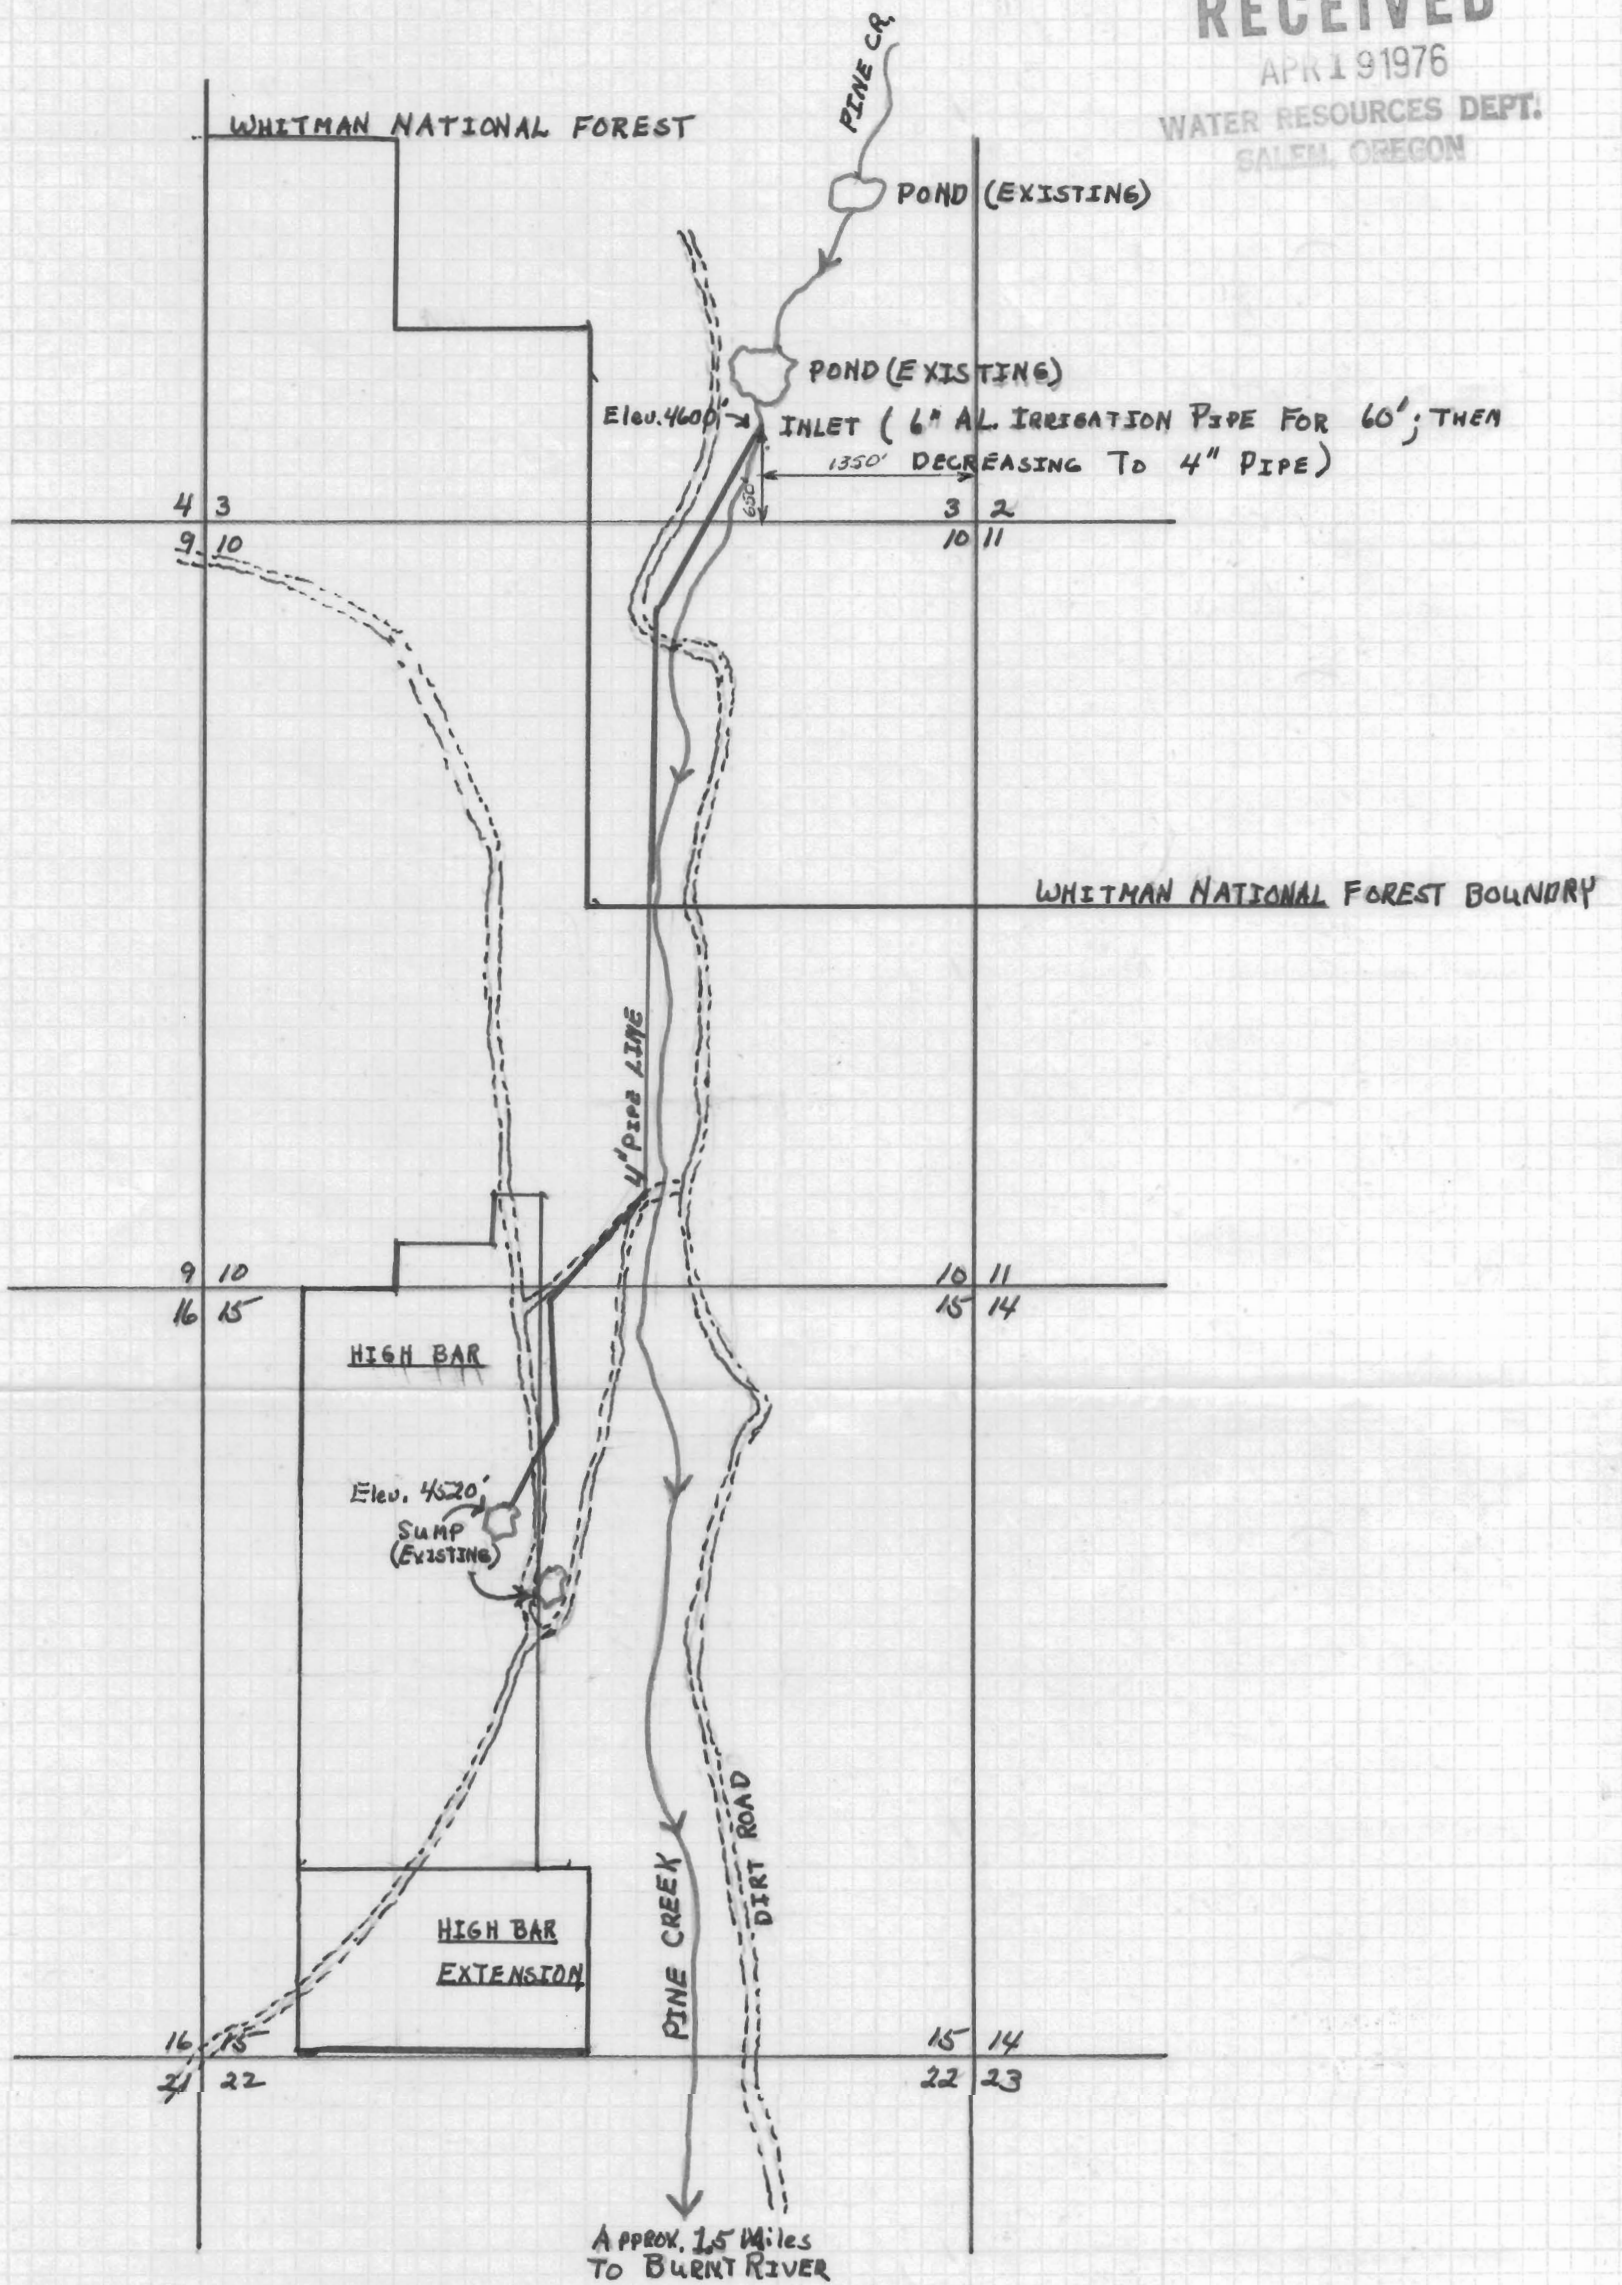 RECEIVED
APR 19 1976
WATER RESOURCES DEPT.
SALEM, OREGON
PINE CR.
WHITMAN NATIONAL FOREST
POND (EXISTING)
POND (EXISTING)
Elev. 4600'
INLET ( 6" AL. IRRIGATION PIPE FOR 60'; THEN
DECREASING TO 4" PIPE)
1350'
650'
4 3
9 10
3 2
10 11
WHITMAN NATIONAL FOREST BOUNDRY
4" PIPE LINE
9 10
16 15
10 11
15 14
HIGH BAR
Elev. 4520'
SUMP
(EXISTING)
DIRT ROAD
PINE CREEK
HIGH BAR
EXTENSION
16 15
21 22
15 14
22 23
APPROX. 1.5 Miles
TO BURNT RIVER